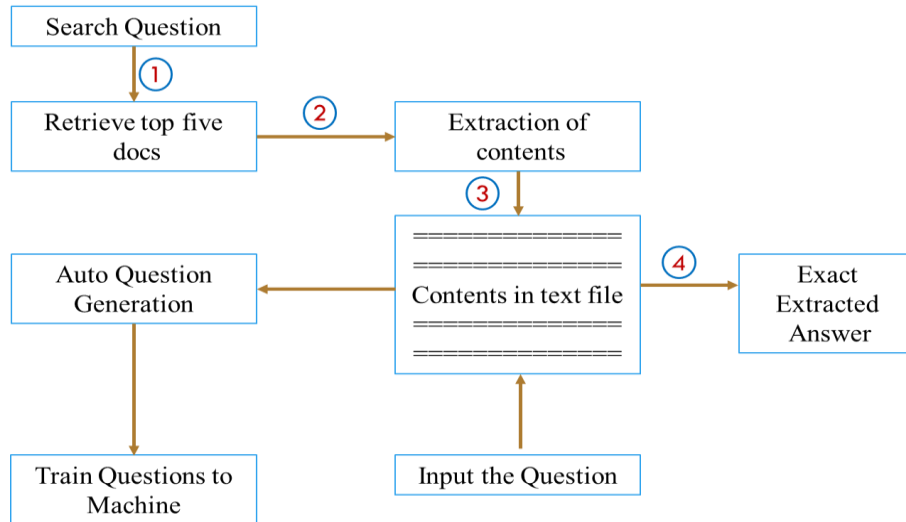 Search Question
1
Retrieve top five
docs
2
Extraction of
contents
3
==============
==============
Contents in text file
==============
==============
4
Exact
Extracted
Answer
Auto Question
Generation
Train Questions to
Machine
Input the Question